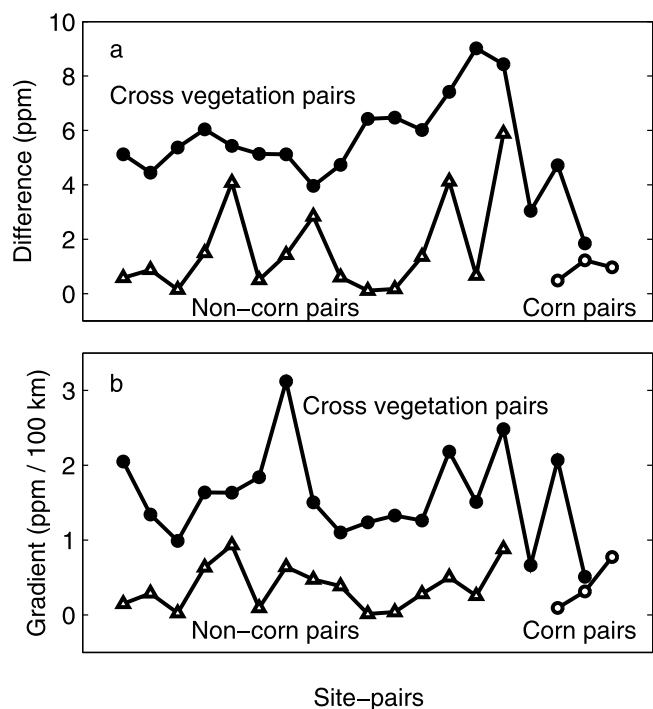 10
a
8
Cross vegetation pairs
6
4
2
0
Difference (ppm)
Non−corn pairs
Corn pairs
b
3
Cross vegetation pairs
2
1
0
Gradient (ppm / 100 km)
Non−corn pairs
Corn pairs
Site−pairs